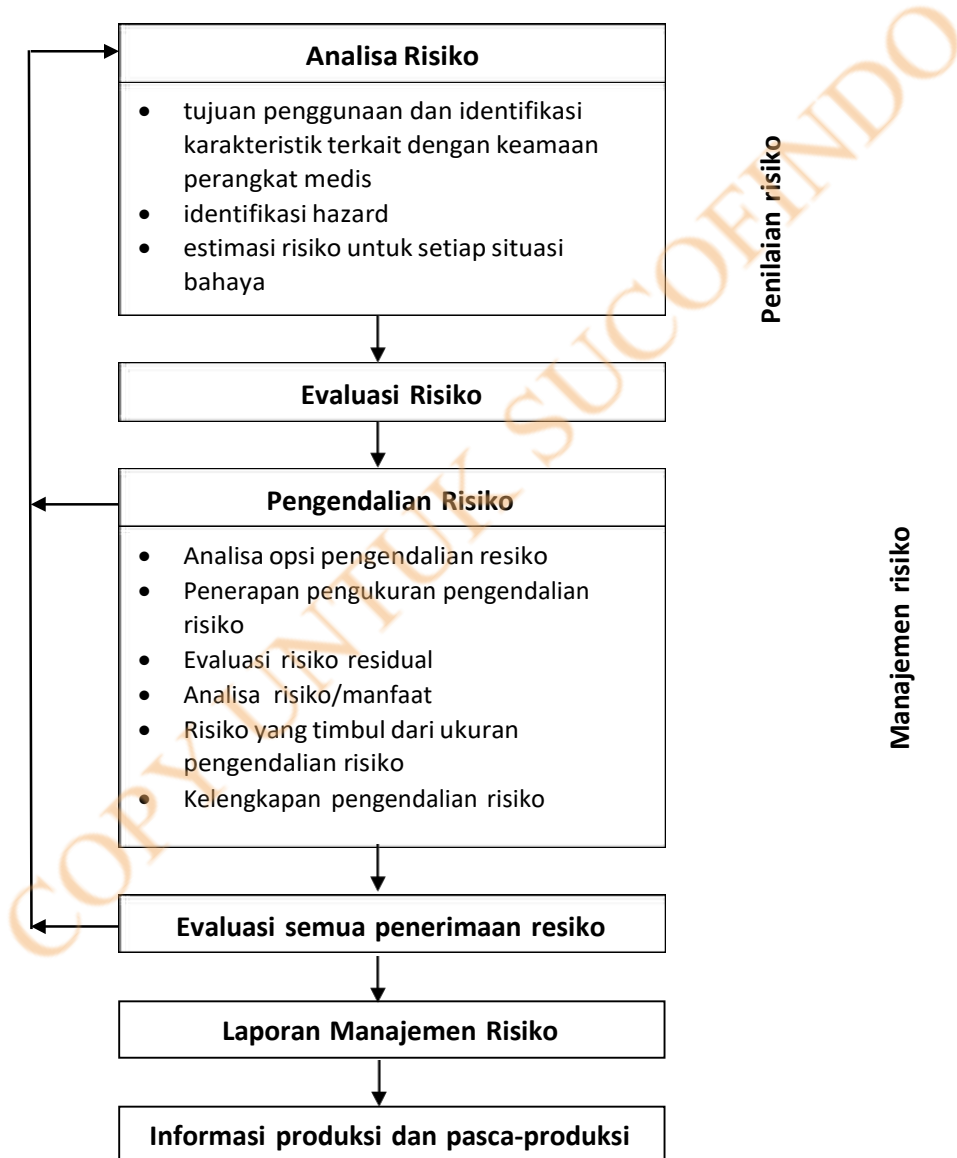 Analisa Risiko
• tujuan penggunaan dan identifikasi
karakteristik terkait dengan keamaan
perangkat medis
• identifikasi hazard
• estimasi risiko untuk setiap situasi
bahaya
Penilaian risiko
Evaluasi Risiko
Pengendalian Risiko
• Analisa opsi pengendalian resiko
• Penerapan pengukuran pengendalian
risiko
• Evaluasi risiko residual
• Analisa risiko/manfaat
• Risiko yang timbul dari ukuran
pengendalian risiko
• Kelengkapan pengendalian risiko
Manajemen risiko
Evaluasi semua penerimaan resiko
Laporan Manajemen Risiko
Informasi produksi dan pasca-produksi
COPY UNTUK SUCOFINDO